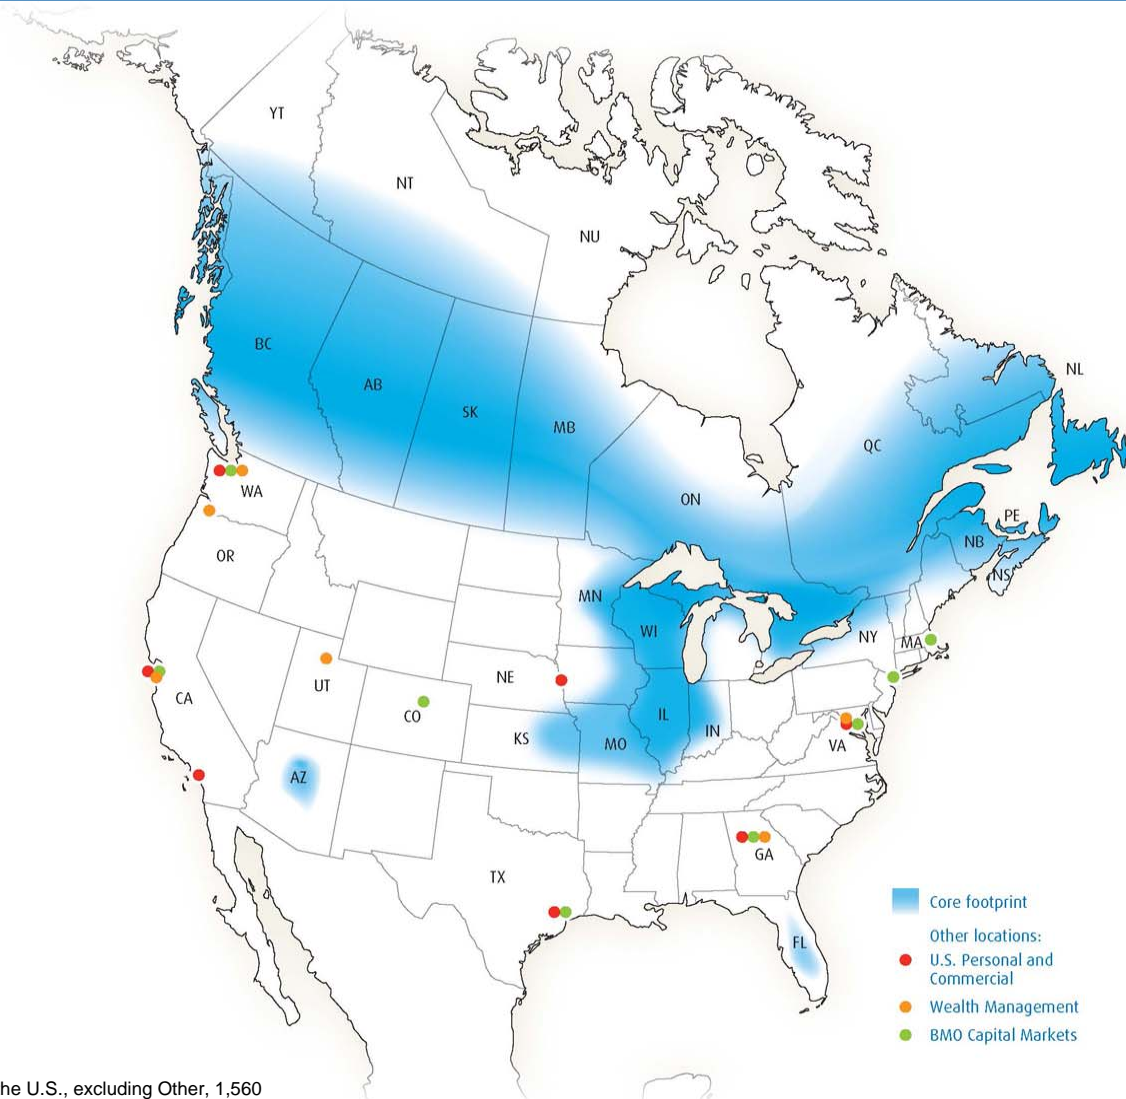 YT
NT
NU
BC
AB
SK
MB
ON
QC
NL
PE
NB
NS
WA
OR
MN
WI
NY
MA
CA
UT
CO
NE
KS
MO
IL
IN
VA
AZ
TX
GA
FL
Core footprint
Other locations:
U.S. Personal and
Commercial
Wealth Management
BMO Capital Markets
he U.S., excluding Other, 1,560